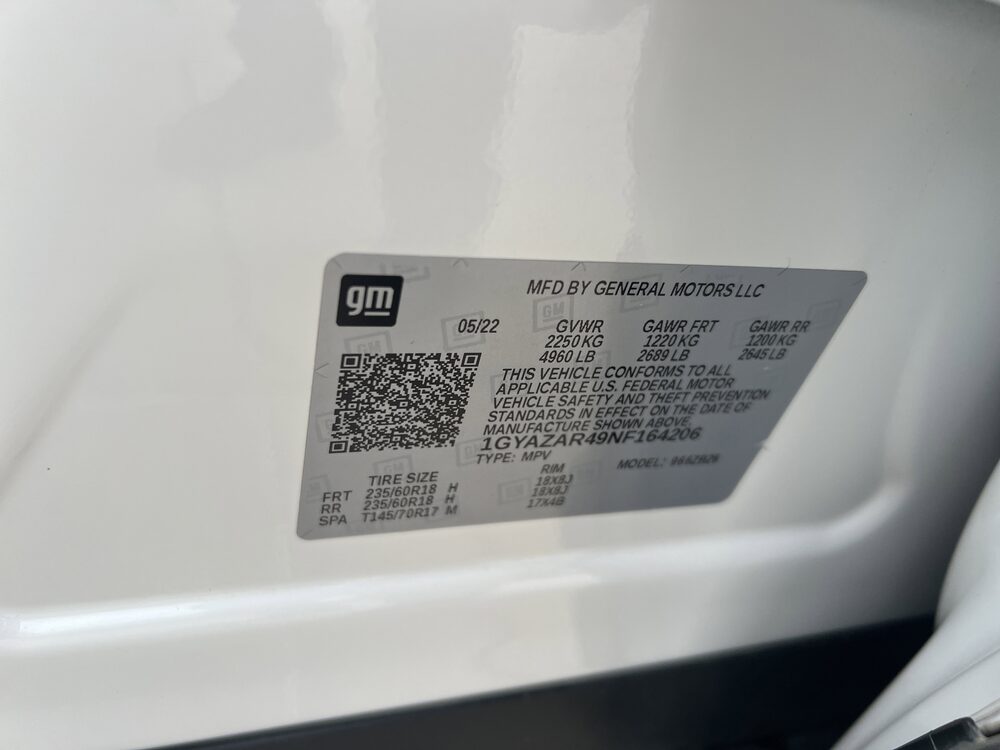 gm
MFD BY GENERAL MOTORS LLC
05/22 GVWR GAWR FRT GAWR RR
2250 KG 1220 KG 1200 KG
4960 LB 2689 LB 2645 LB
THIS VEHICLE CONFORMS TO ALL
APPLICABLE U.S. FEDERAL MOTOR
VEHICLE SAFETY AND THEFT PREVENTION
STANDARDS IN EFFECT ON THE DATE OF
MANUFACTURE SHOWN ABOVE.
1GYAZAR49NF164206
TYPE: MPV MODEL:
TIRE SIZE RIM
FRT 235/60R18 H 18X8J
RR 235/60R18 H 18X8J
SPA T145/70R17 M 17X4B